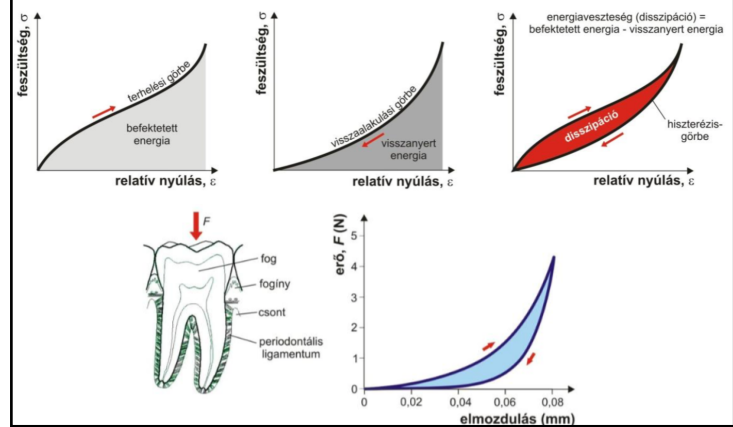 feszültség, σ
terhelési görbe
befektetett
energia
relatív nyúlás, ε
feszültség, σ
visszaalakulási görbe
visszanyert
energia
relatív nyúlás, ε
energiaveszteség (disszipáció) =
befektetett energia - visszanyert energia
feszültség, σ
disszipáció
hiszterézis-
görbe
relatív nyúlás, ε
F
fog
fogíny
csont
periodontális
ligamentum
erő, F (N)
5
4
3
2
1
0
0
0,02
0,04
0,06
0,08
elmozdulás (mm)